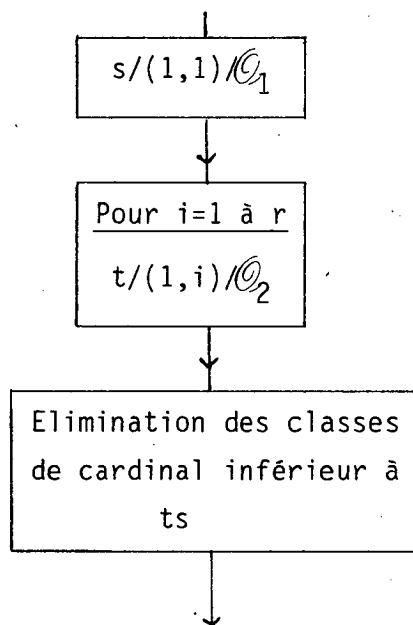 s/(1,1)/𝒪1
Pour i=1 à r
t/(1,i)/𝒪2
Elimination des classes
de cardinal inférieur à
ts